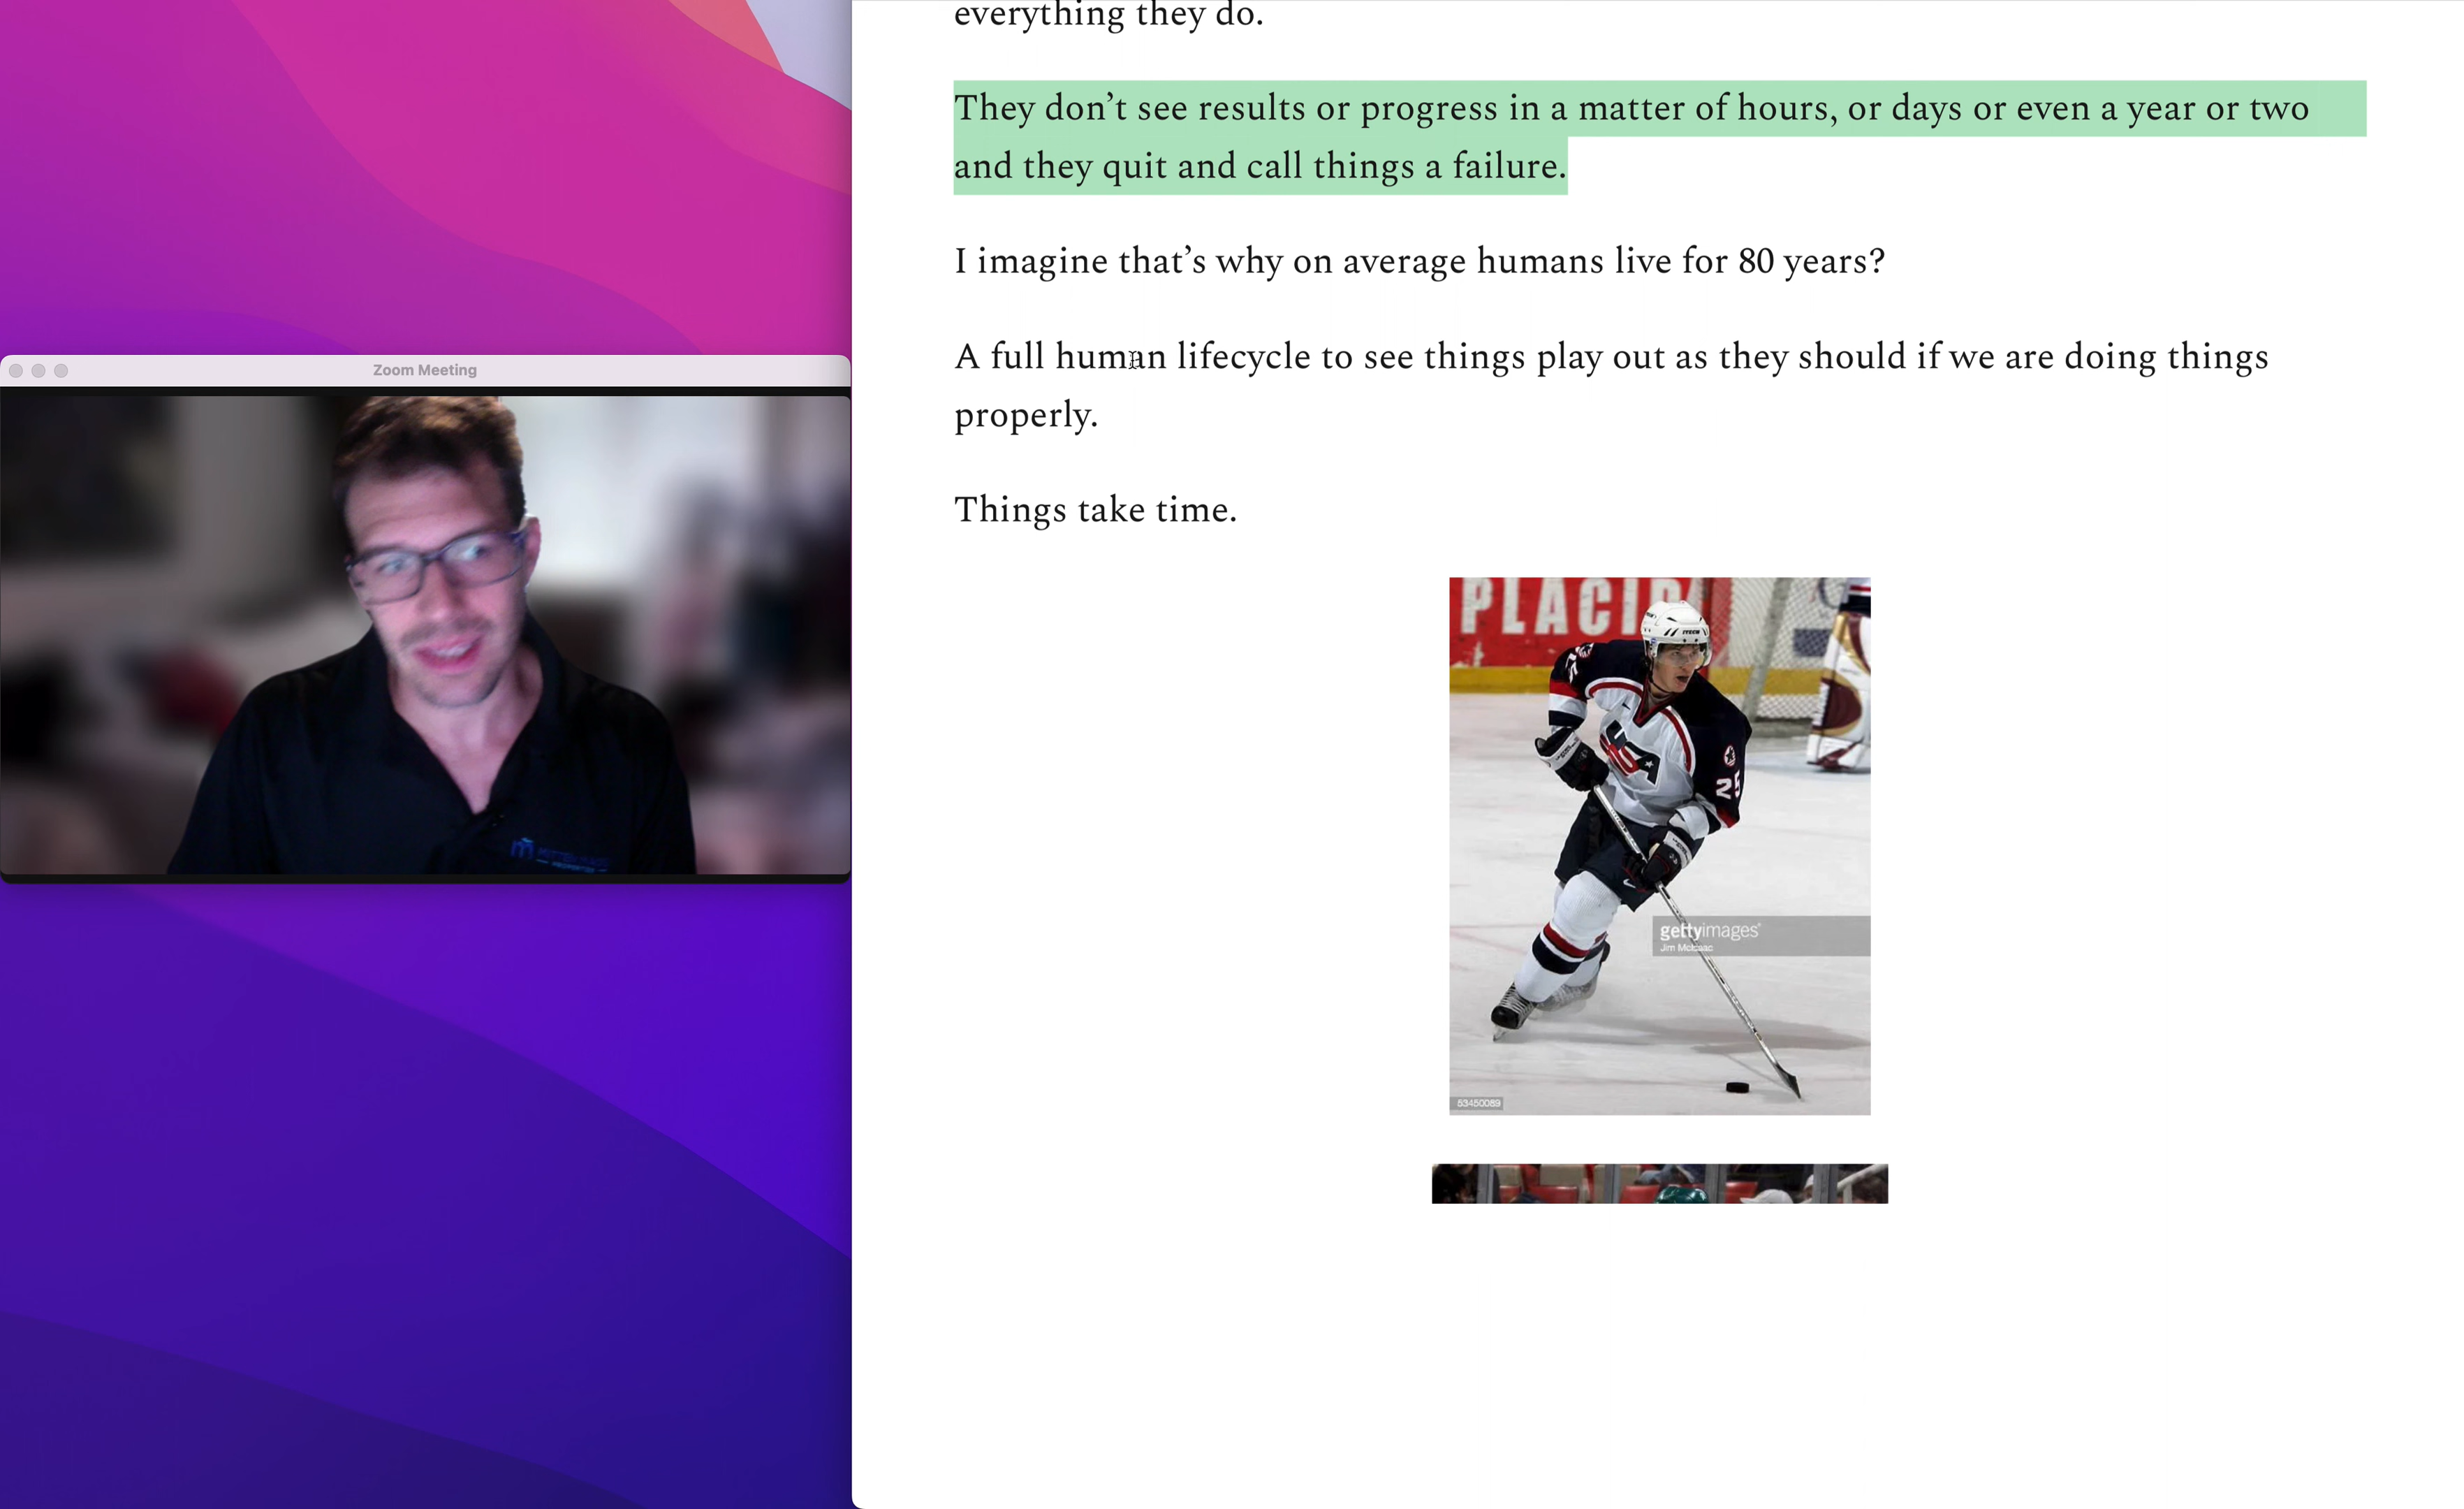 everything they do.
They don’t see results or progress in a matter of hours, or days or even a year or two
and they quit and call things a failure.
I imagine that’s why on average humans live for 80 years?
A full human lifecycle to see things play out as they should if we are doing things
properly.
Things take time.
Zoom Meeting
PLACID
USA
25
gettyimages®
Jim McIsaac
53450089